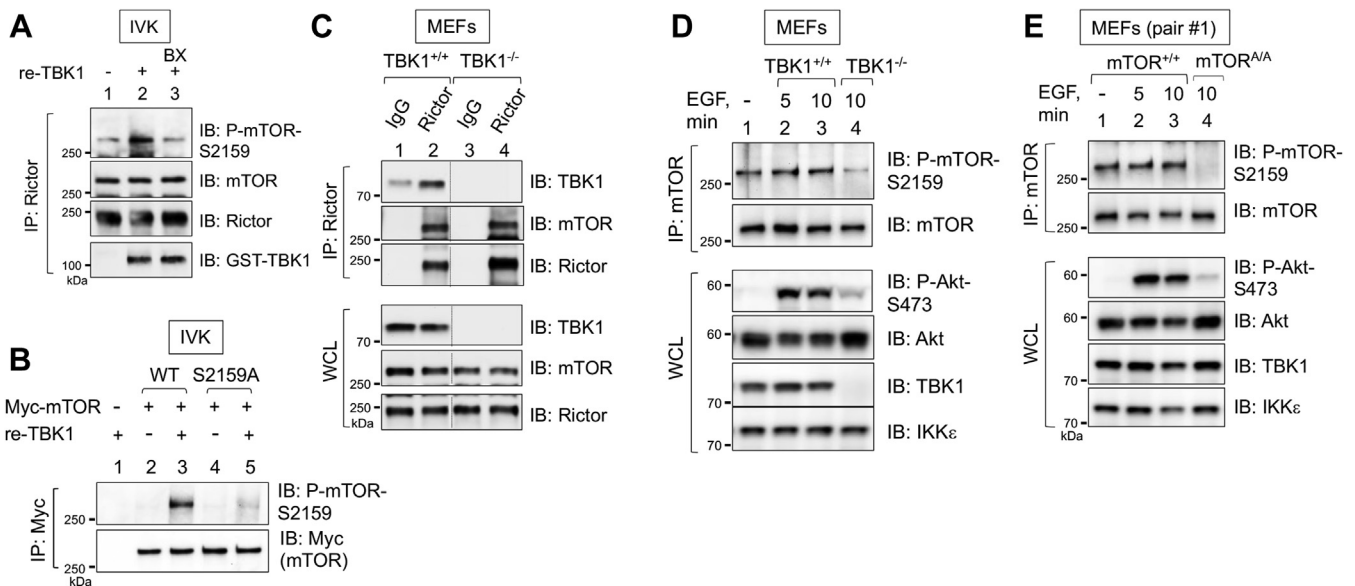 A
IVK
BX
re-TBK1 - + +
1 2 3
IP: Rictor
250
IB: P-mTOR-
S2159
250
IB: mTOR
250
IB: Rictor
100
kDa
IB: GST-TBK1
B
IVK
WT S2159A
Myc-mTOR - + + + +
re-TBK1 + - + - +
1 2 3 4 5
IP: Myc
250
IB: P-mTOR-
S2159
250
kDa
IB: Myc
(mTOR)
C
MEFs
TBK1+/+ TBK1-/-
IgG Rictor IgG Rictor
1 2 3 4
IP: Rictor
70
IB: TBK1
250
IB: mTOR
250
IB: Rictor
WCL
70
IB: TBK1
250
IB: mTOR
250
kDa
IB: Rictor
D
MEFs
TBK1+/+ TBK1-/-
EGF, - 5 10 10
min
1 2 3 4
IP: mTOR
250
IB: P-mTOR-
S2159
250
IB: mTOR
WCL
60
IB: P-Akt-
S473
60
IB: Akt
70
IB: TBK1
70
IB: IKKε
E
MEFs (pair #1)
mTOR+/+ mTORA/A
EGF, - 5 10 10
min
1 2 3 4
IP: mTOR
250
IB: P-mTOR-
S2159
250
IB: mTOR
WCL
60
IB: P-Akt-
S473
60
IB: Akt
70
IB: TBK1
70
kDa
IB: IKKε